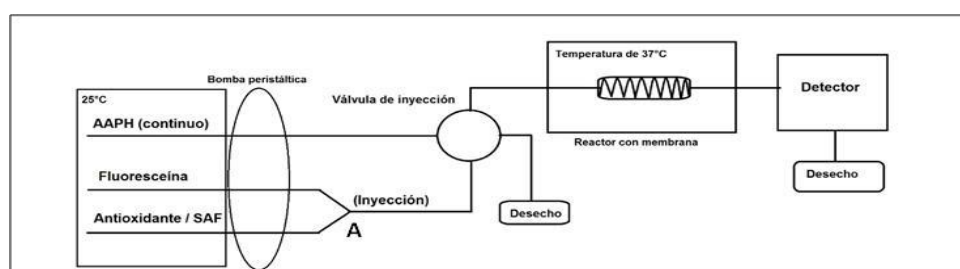 Temperatura de 37°C
Bomba peristáltica
Detector
25°C
Válvula de inyección
AAPH (continuo)
Reactor con membrana
Fluoresceína
Desecho
(Inyección)
Antioxidante / SAF
Desecho
A